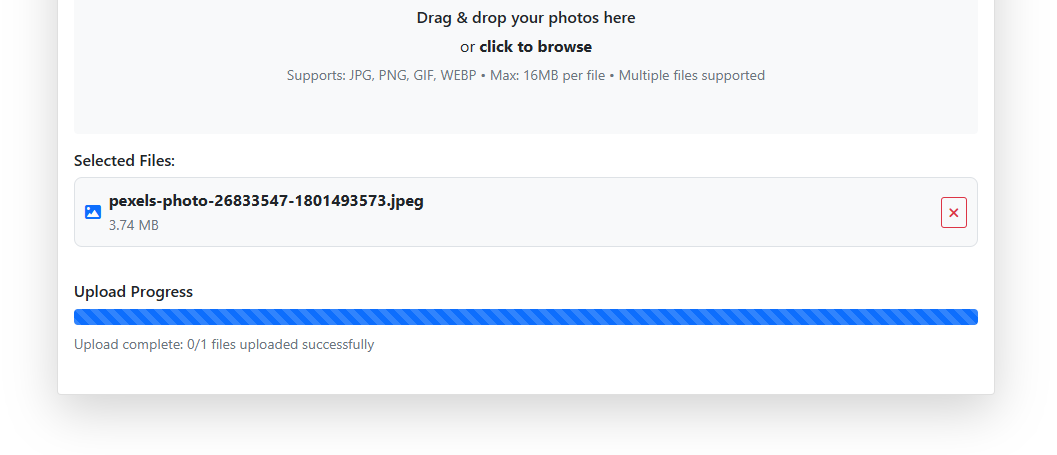 Drag & drop your photos here
or click to browse
Supports: JPG, PNG, GIF, WEBP • Max: 16MB per file • Multiple files supported
Selected Files:
pexels-photo-26833547-1801493573.jpeg
3.74 MB
Upload Progress
Upload complete: 0/1 files uploaded successfully